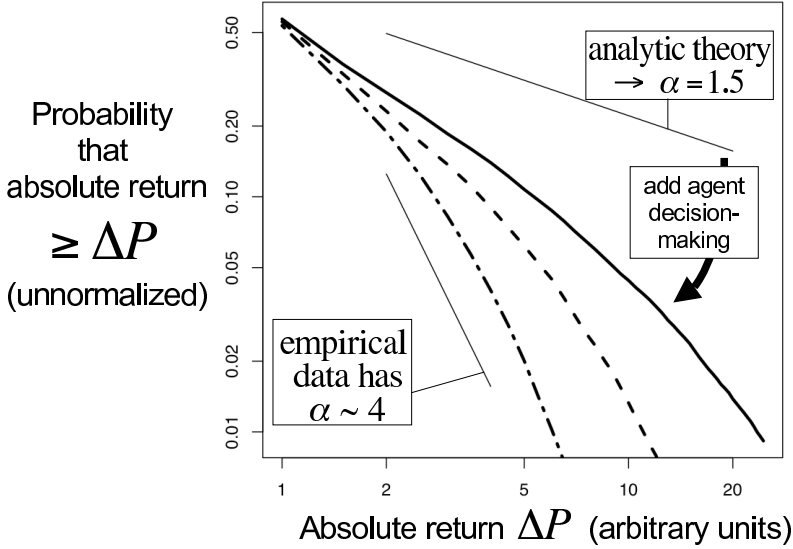 Probability
that
absolute return
≥ ΔP
(unnormalized)
0.50
0.20
0.10
0.05
0.02
0.01
analytic theory
→ α = 1.5
add agent
decision-
making
empirical
data has
α ~ 4
1 2 5 10 20
Absolute return ΔP (arbitrary units)